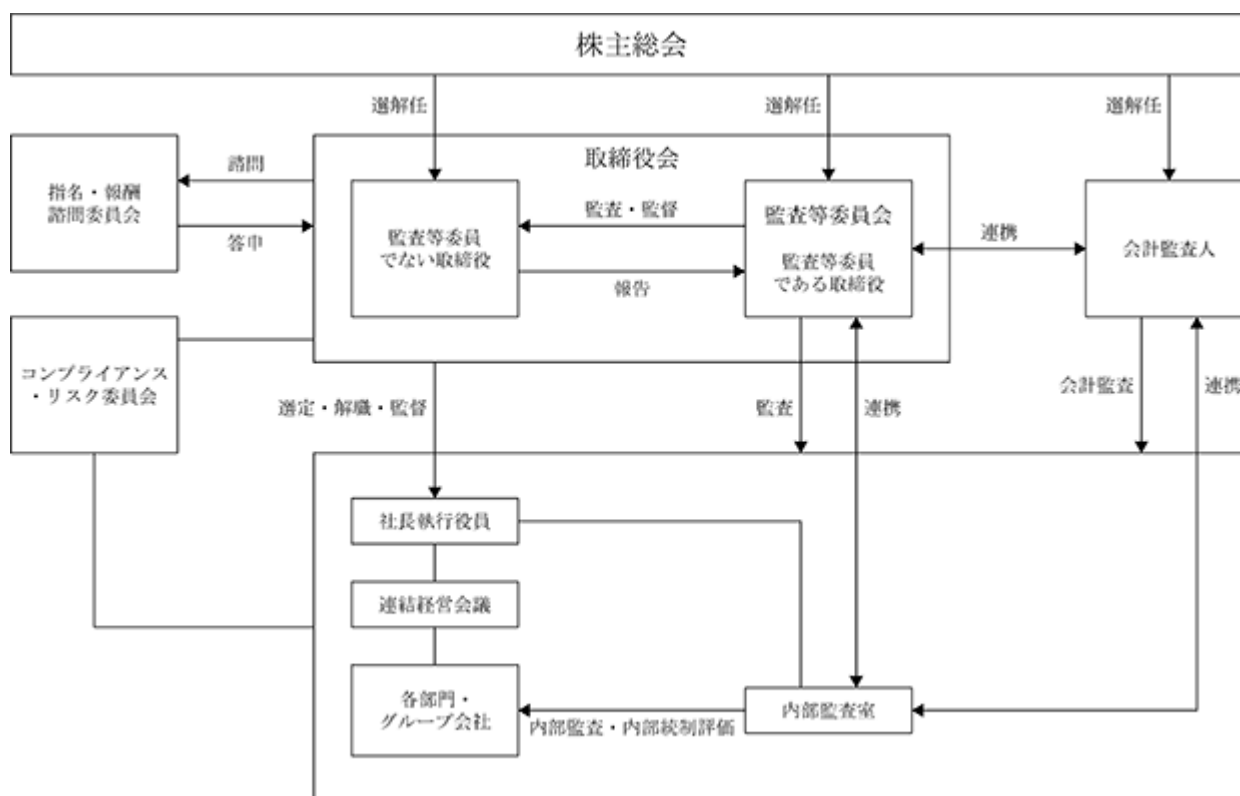 株主総会
選解任
選解任
選解任
指名・報酬
諮問委員会
諮問
答申
取締役会
監査等委員
でない取締役
監査・監督
報告
監査等委員会
監査等委員
である取締役
連携
会計監査人
コンプライアンス
・リスク委員会
選定・解職・監督
監査
連携
会計監査
連携
社長執行役員
連結経営会議
各部門・
グループ会社
内部監査・内部統制評価
内部監査室